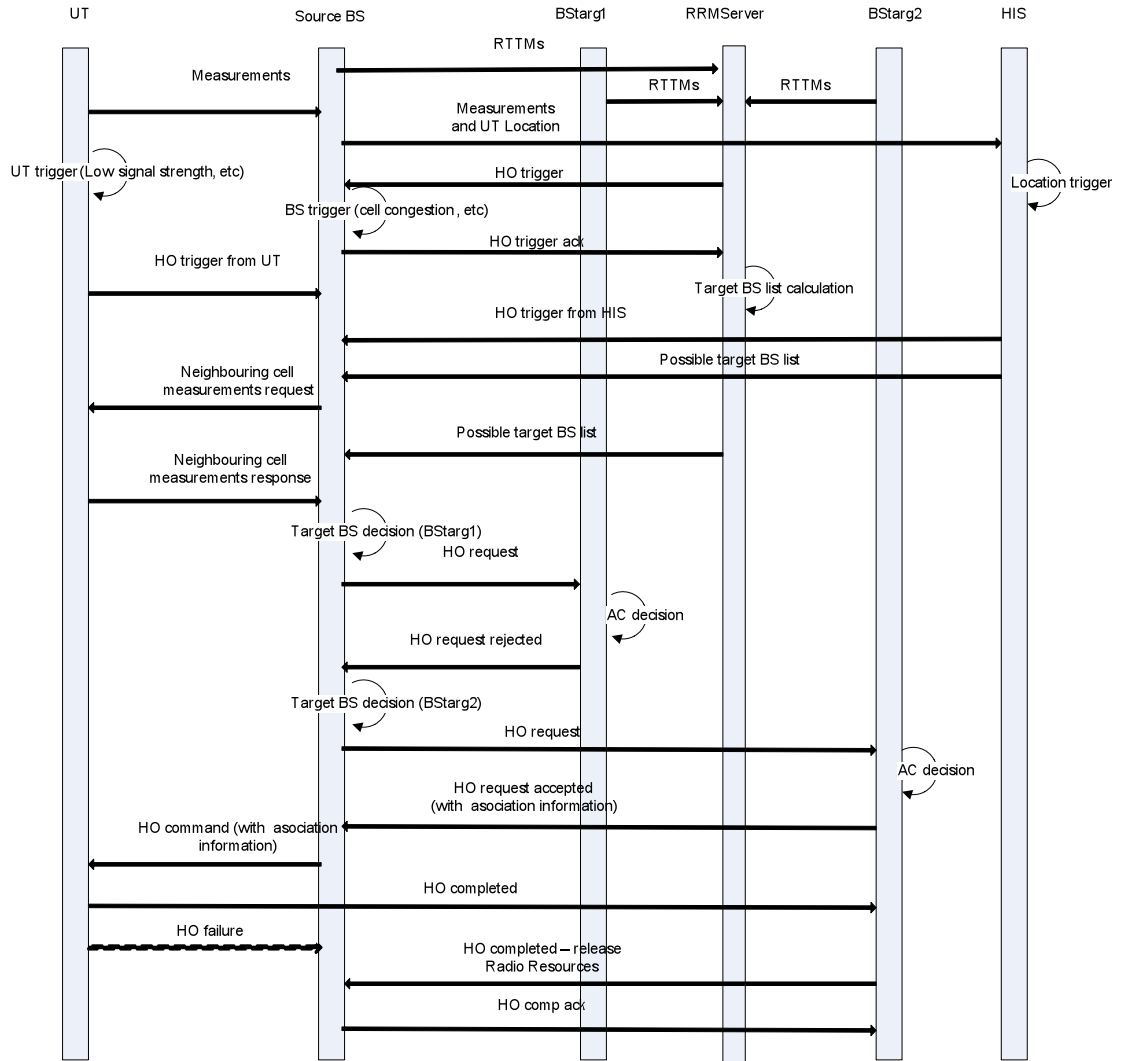 UT
Source BS
BStarg1
RRMServer
BStarg2
HIS
RTTMs
Measurements
RTTMs
RTTMs
Measurements
and UT Location
UT trigger(Low signal strength, etc)
HO trigger
Location trigger
BS trigger (cell congestion , etc)
HO trigger ack
HO trigger from UT
Target BS list calculation
HO trigger from HIS
Possible target BS list
Neighbouring cell
measurements request
Possible target BS list
Neighbouring cell
measurements response
Target BS decision (BStarg1)
HO request
AC decision
HO request rejected
Target BS decision (BStarg2)
HO request
AC decision
HO request accepted
(with asociation information)
HO command (with asociation
information)
HO completed
HO failure
HO completed – release
Radio Resources
HO comp ack